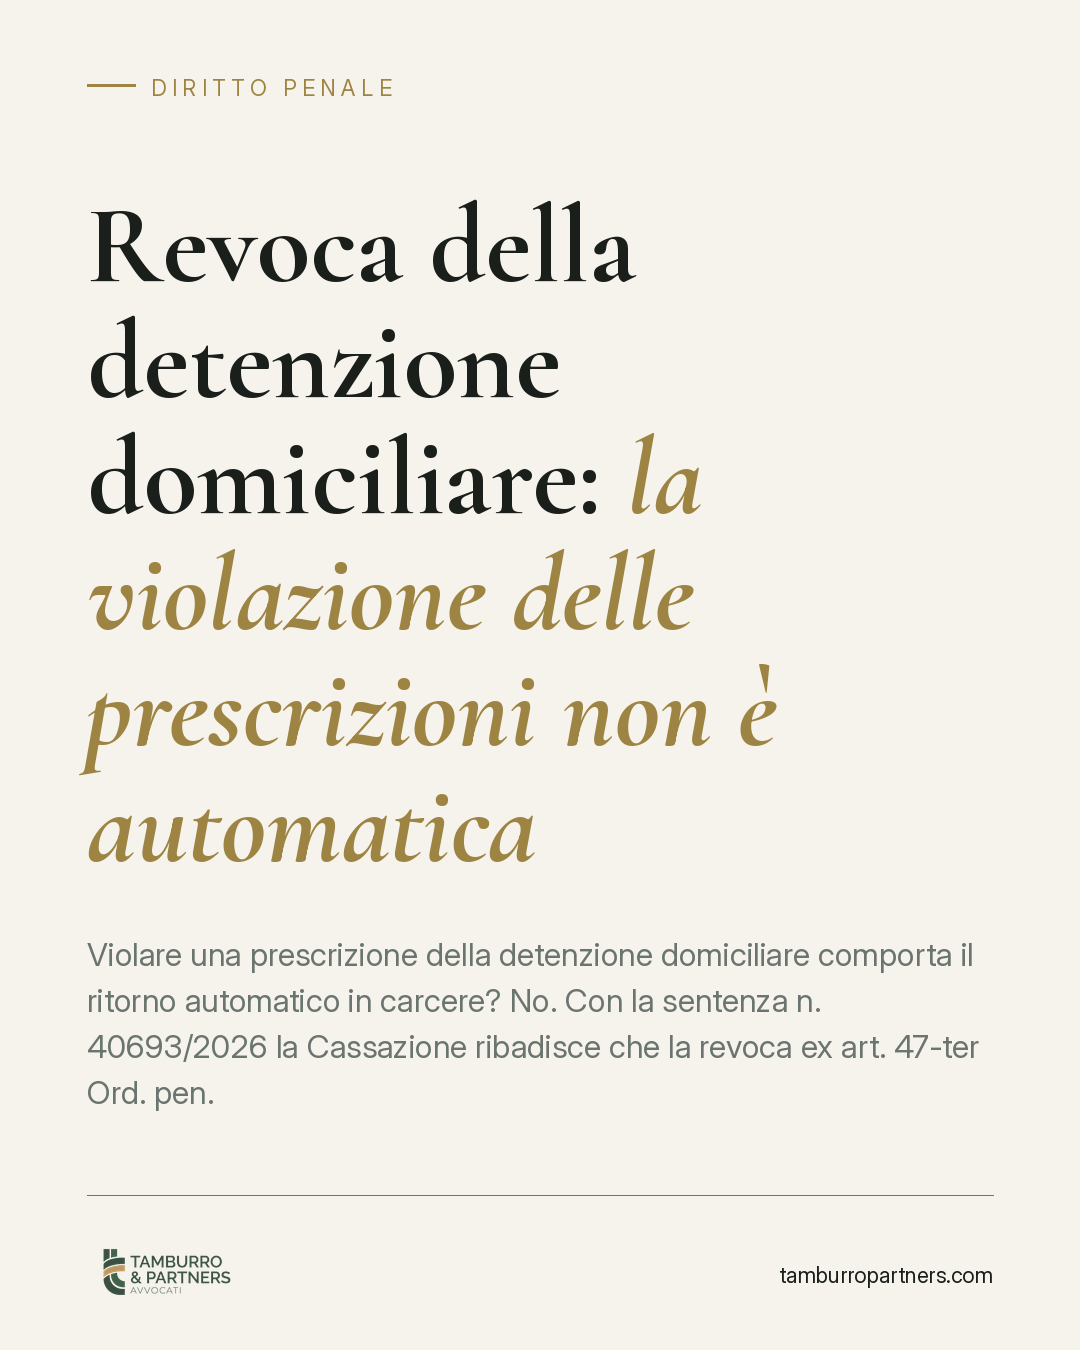 DIRITTO PENALE
Revoca della
detenzione
domiciliare: la
violazione delle
prescrizioni non è
automatica
Violare una prescrizione della detenzione domiciliare comporta il
ritorno automatico in carcere? No. Con la sentenza n.
40693/2026 la Cassazione ribadisce che la revoca ex art. 47-ter
Ord. pen.
TAMBURRO
& PARTNERS
AVVOCATI
tamburropartners.com